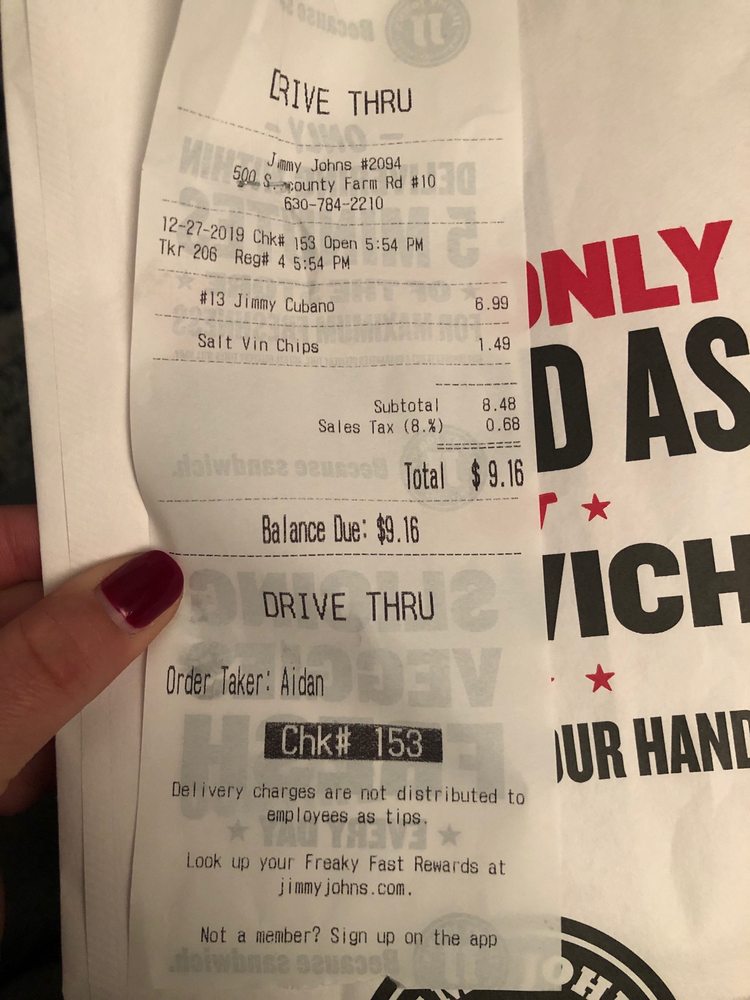 DRIVE THRU
Jimmy Johns #2094
500 S. County Farm Rd #10
630-784-2210
12-27-2019 Chk# 153 Open 5:54 PM
Tkr 206 Reg# 4 5:54 PM
#13 Jimmy Cubano 6.99
Salt Vin Chips 1.49
Subtotal 8.48
Sales Tax (8.%) 0.68
Total $ 9.16
Balance Due: $9.16
DRIVE THRU
Order Taker: Aidan
Chk# 153
Delivery charges are not distributed to
employees as tips.
Look up your Freaky Fast Rewards at
jimmyjohns.com.
Not a member? Sign up on the app
ONLY
D AS
T
WICH
OUR HAND
JOH